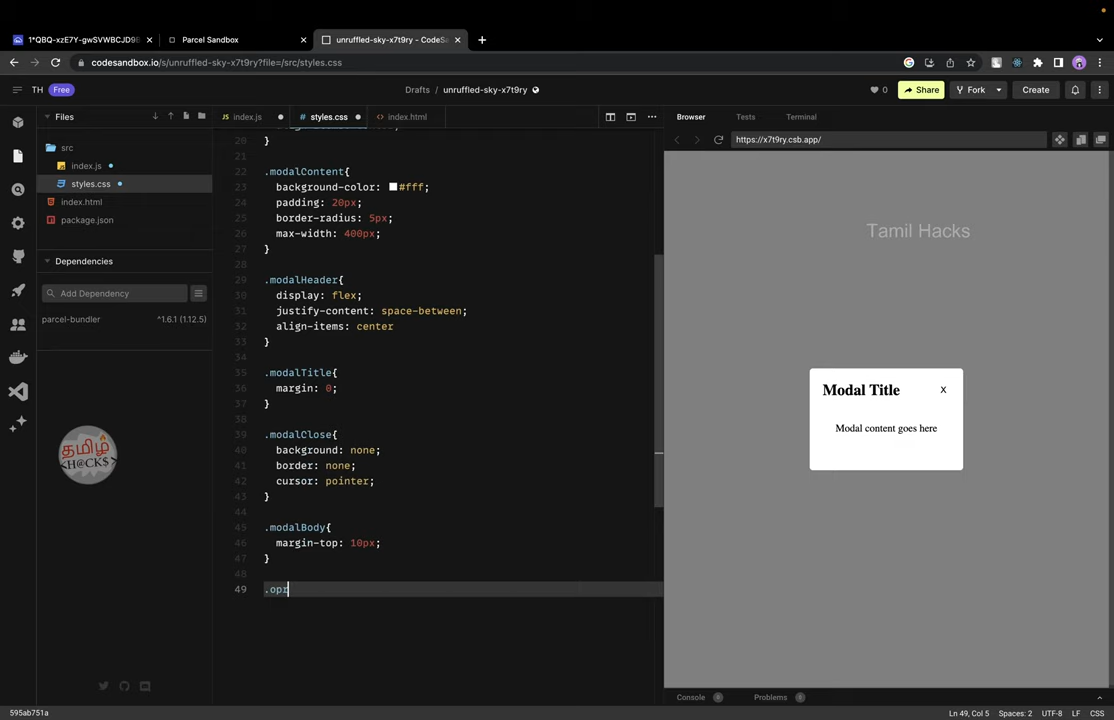 1*QBQ-xzE7Y-gwSVWBCJD9E
Parcel Sandbox
unruffled-sky-x7t9ry - CodeSa
codesandbox.io/s/unruffled-sky-x7t9ry?file=/src/styles.css
TH Free
Drafts / unruffled-sky-x7t9ry
0
Share
Fork
Create
Files
index.js
styles.css
index.html
Browser
Tests
Terminal
https://x7t9ry.csb.app/
src
index.js
styles.css
index.html
package.json
Dependencies
Add Dependency
parcel-bundler ^1.6.1 (1.12.5)
தமிழ்
<H@CK$>
20 }
21
22 .modalContent{
23 background-color: #fff;
24 padding: 20px;
25 border-radius: 5px;
26 max-width: 400px;
27 }
28
29 .modalHeader{
30 display: flex;
31 justify-content: space-between;
32 align-items: center
33 }
34
35 .modalTitle{
36 margin: 0;
37 }
38
39 .modalClose{
40 background: none;
41 border: none;
42 cursor: pointer;
43 }
44
45 .modalBody{
46 margin-top: 10px;
47 }
48
49 .opr
Tamil Hacks
Modal Title X
Modal content goes here
Console 0
Problems 0
595ab751a
Ln 49, Col 5 Spaces: 2 UTF-8 LF CSS